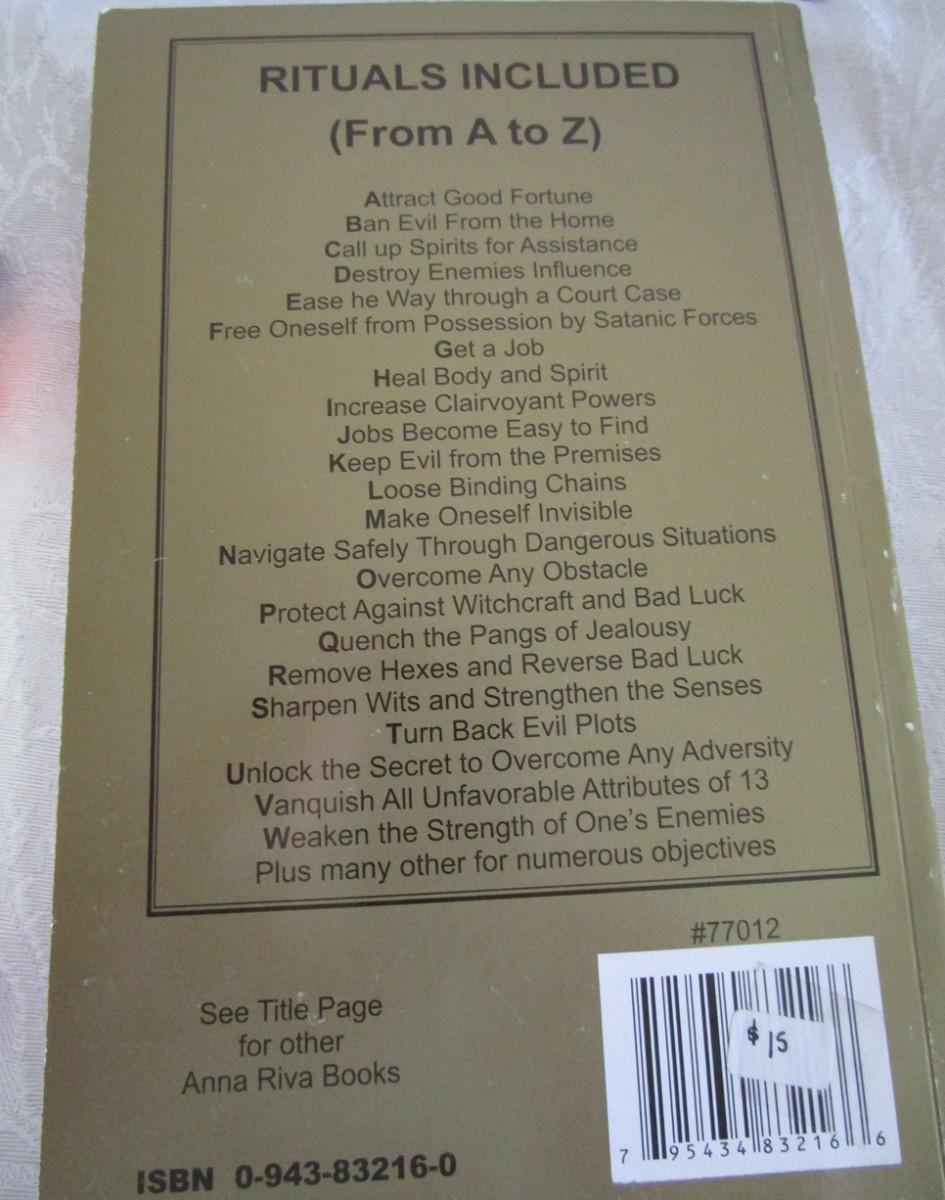 RITUALS INCLUDED
(From A to Z)
Attract Good Fortune
Ban Evil From the Home
Call up Spirits for Assistance
Destroy Enemies Influence
Ease he Way through a Court Case
Free Oneself from Possession by Satanic Forces
Get a Job
Heal Body and Spirit
Increase Clairvoyant Powers
Jobs Become Easy to Find
Keep Evil from the Premises
Loose Binding Chains
Make Oneself Invisible
Navigate Safely Through Dangerous Situations
Overcome Any Obstacle
Protect Against Witchcraft and Bad Luck
Quench the Pangs of Jealousy
Remove Hexes and Reverse Bad Luck
Sharpen Wits and Strengthen the Senses
Turn Back Evil Plots
Unlock the Secret to Overcome Any Adversity
Vanquish All Unfavorable Attributes of 13
Weaken the Strength of One's Enemies
Plus many other for numerous objectives
#77012
$ 15
7 95434 83216 6
See Title Page
for other
Anna Riva Books
ISBN 0-943-83216-0